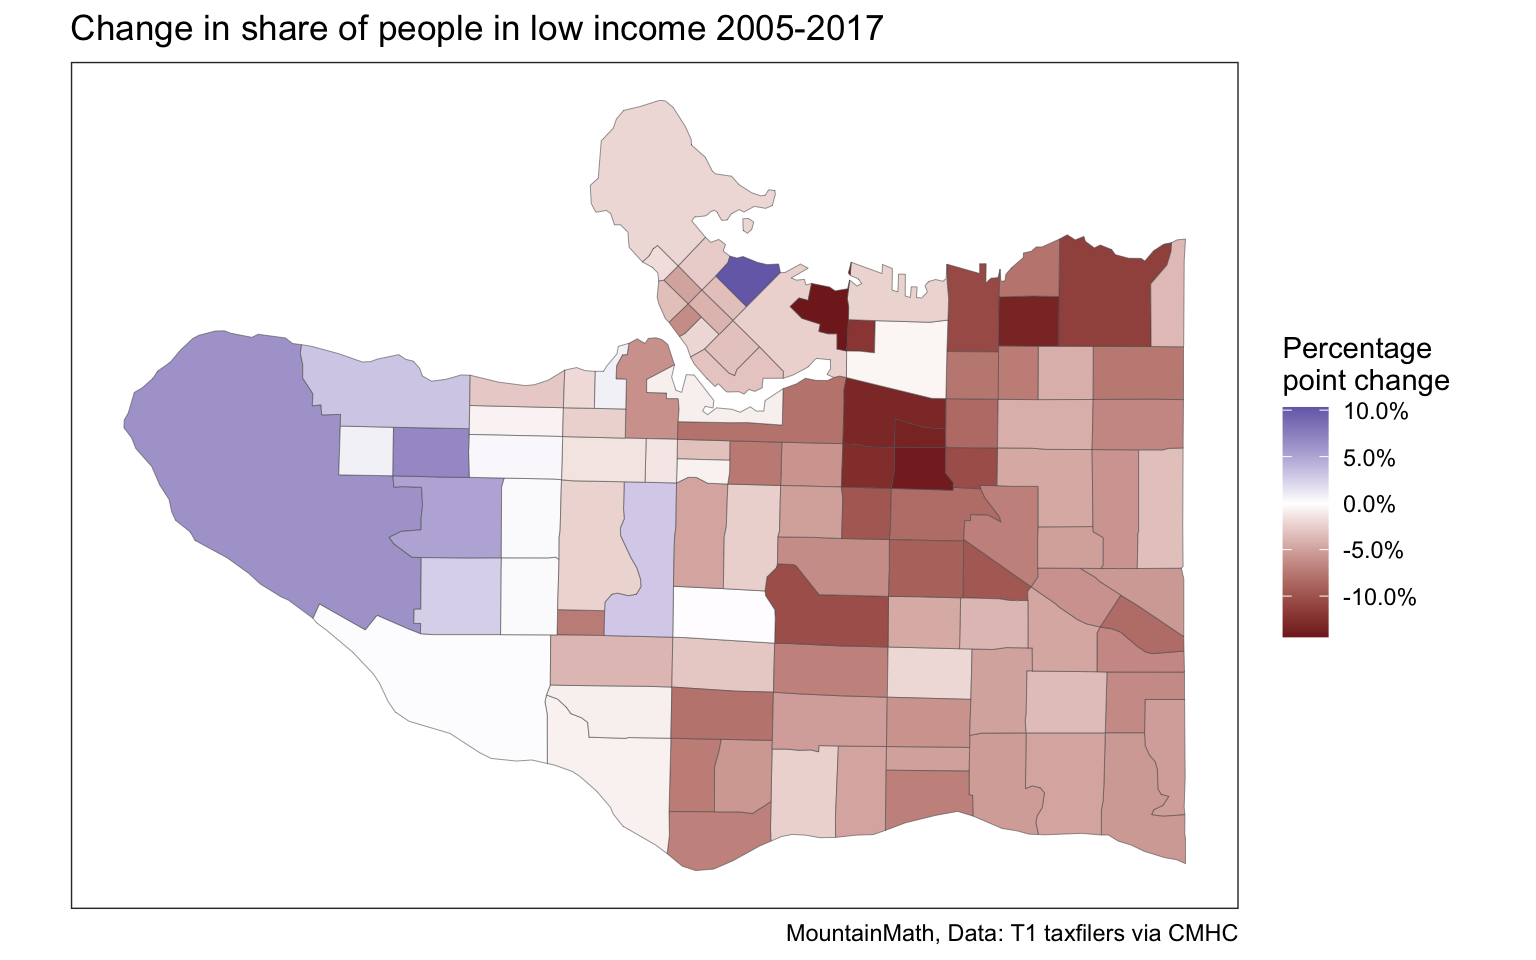 Change in share of people in low income 2005-2017
Percentage
point change
10.0%
5.0%
0.0%
-5.0%
-10.0%
MountainMath, Data: T1 taxfilers via CMHC